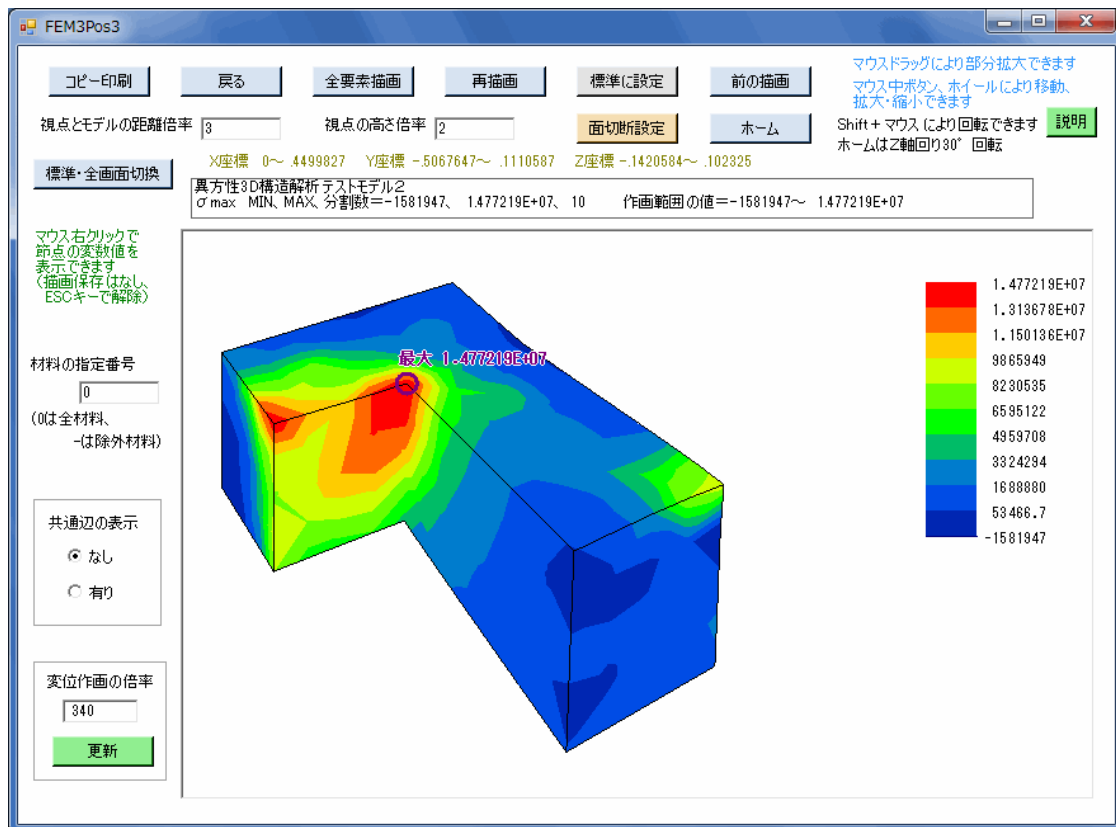 FEM3Pos3
コピー印刷
戻る
全要素描画
再描画
標準に設定
前の描画
マウスドラッグにより部分拡大できます
マウス中ボタン、ホイールにより移動、
拡大・縮小できます
視点とモデルの距離倍率 3
視点の高さ倍率 2
面切断設定
ホーム
Shift+マウスにより回転できます
ホームはZ軸回り30°回転
説明
標準・全画面切換
X座標 0～ .4499827 Y座標 -.5067647～ .1110587 Z座標 -.1420584～ .102325
異方性3D構造解析テストモデル2
σmax MIN、MAX、分割数=-1581947、 1.477219E+07、 10 作画範囲の値=-1581947～ 1.477219E+07
マウス右クリックで
節点の変数値を
表示できます
(描画保存はなし、
ESCキーで解除)
材料の指定番号
0
(0は全材料、
-は除外材料)
共通辺の表示
なし
有り
変位作画の倍率
340
更新
最大 1.477219E+07
1.477219E+07
1.313678E+07
1.150136E+07
9865949
8230535
6595122
4959708
3324294
1688880
53466.7
-1581947